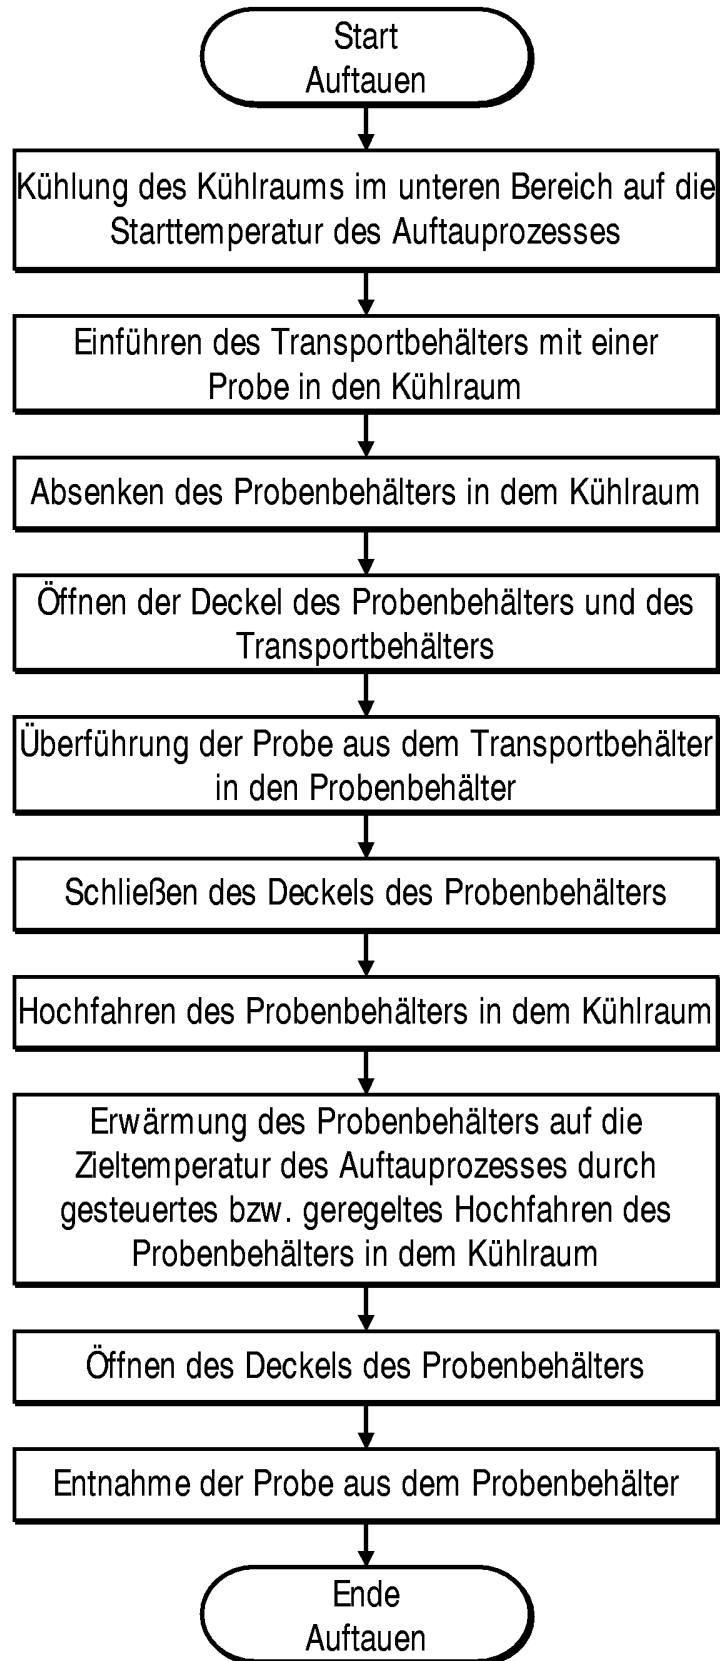 Start
Auftauen
Kühlung des Kühlraums im unteren Bereich auf die
Starttemperatur des Auftauprozesses
Einführen des Transportbehälters mit einer
Probe in den Kühlraum
Absenken des Probenbehälters in dem Kühlraum
Öffnen der Deckel des Probenbehälters und des
Transportbehälters
Überführung der Probe aus dem Transportbehälter
in den Probenbehälter
Schließen des Deckels des Probenbehälters
Hochfahren des Probenbehälters in dem Kühlraum
Erwärmung des Probenbehälters auf die
Zieltemperatur des Auftauprozesses durch
gesteuertes bzw. geregeltes Hochfahren des
Probenbehälters in dem Kühlraum
Öffnen des Deckels des Probenbehälters
Entnahme der Probe aus dem Probenbehälter
Ende
Auftauen